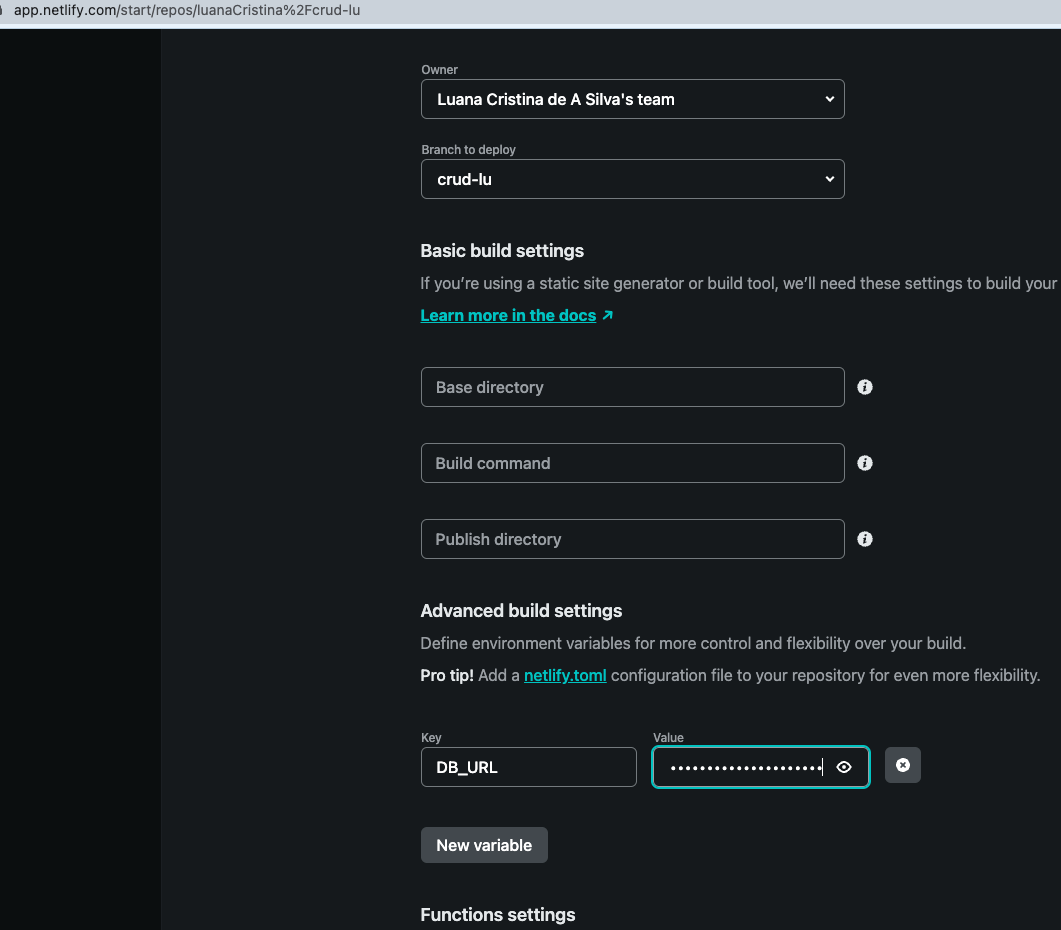 app.netlify.com/start/repos/luanaCristina%2Fcrud-lu
Owner
Luana Cristina de A Silva's team
Branch to deploy
crud-lu
Basic build settings
If you’re using a static site generator or build tool, we’ll need these settings to build your
Learn more in the docs ↗
Base directory
Build command
Publish directory
Advanced build settings
Define environment variables for more control and flexibility over your build.
Pro tip! Add a netlify.toml configuration file to your repository for even more flexibility.
Key Value
DB_URL •••••••••••••••••••••
New variable
Functions settings